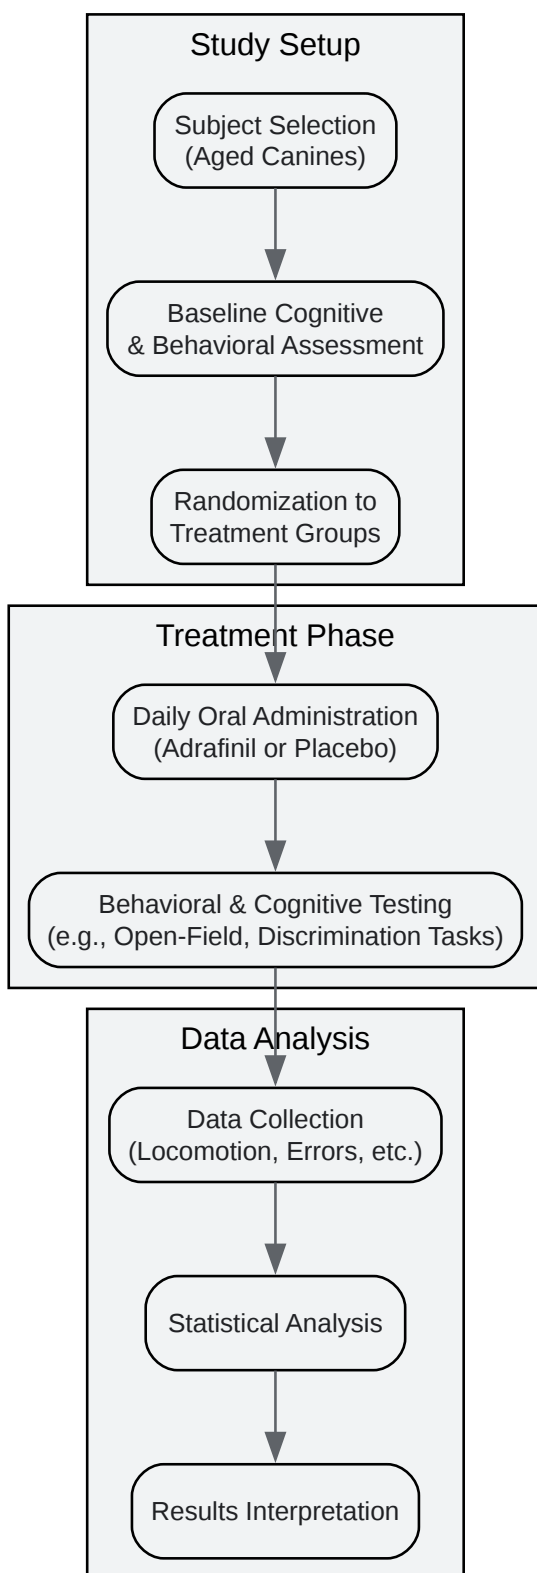 Study Setup
Subject Selection
(Aged Canines)
Baseline Cognitive
& Behavioral Assessment
Randomization to
Treatment Groups
Treatment Phase
Daily Oral Administration
(Adrafinil or Placebo)
Behavioral & Cognitive Testing
(e.g., Open-Field, Discrimination Tasks)
Data Analysis
Data Collection
(Locomotion, Errors, etc.)
Statistical Analysis
Results Interpretation